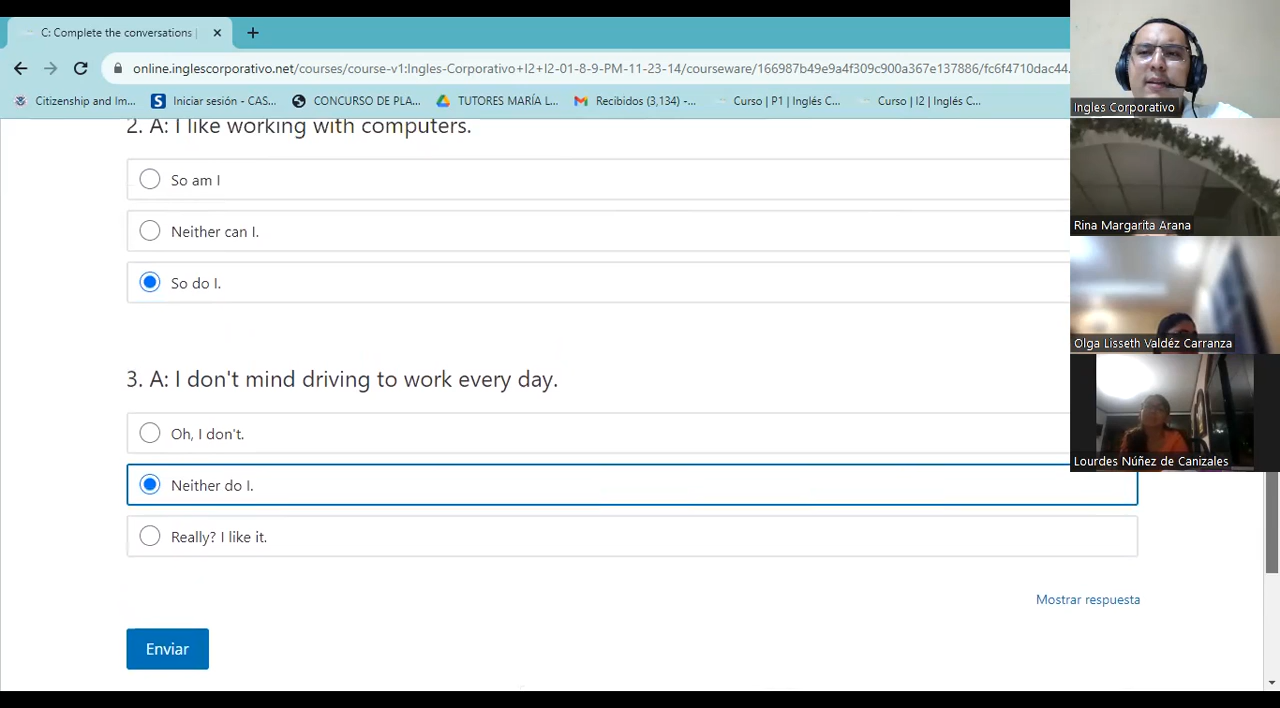 C: Complete the conversations |
online.inglescorporativo.net/courses/course-v1:Ingles-Corporativo+I2+I2-01-8-9-PM-11-23-14/courseware/166987b49e9a4f309c900a367e137886/fc6f4710dac44.
Citizenship and Im... Iniciar sesión - CAS... CONCURSO DE PLA... TUTORES MARÍA L... Recibidos (3,134) -... Curso | P1 | Inglés C... Curso | I2 | Inglés C...
Ingles Corporativo
2. A: I like working with computers.
So am I
Neither can I.
Rina Margarita Arana
So do I.
Olga Lisseth Valdéz Carranza
3. A: I don't mind driving to work every day.
Oh, I don't.
Lourdes Núñez de Canizales
Neither do I.
Really? I like it.
Mostrar respuesta
Enviar